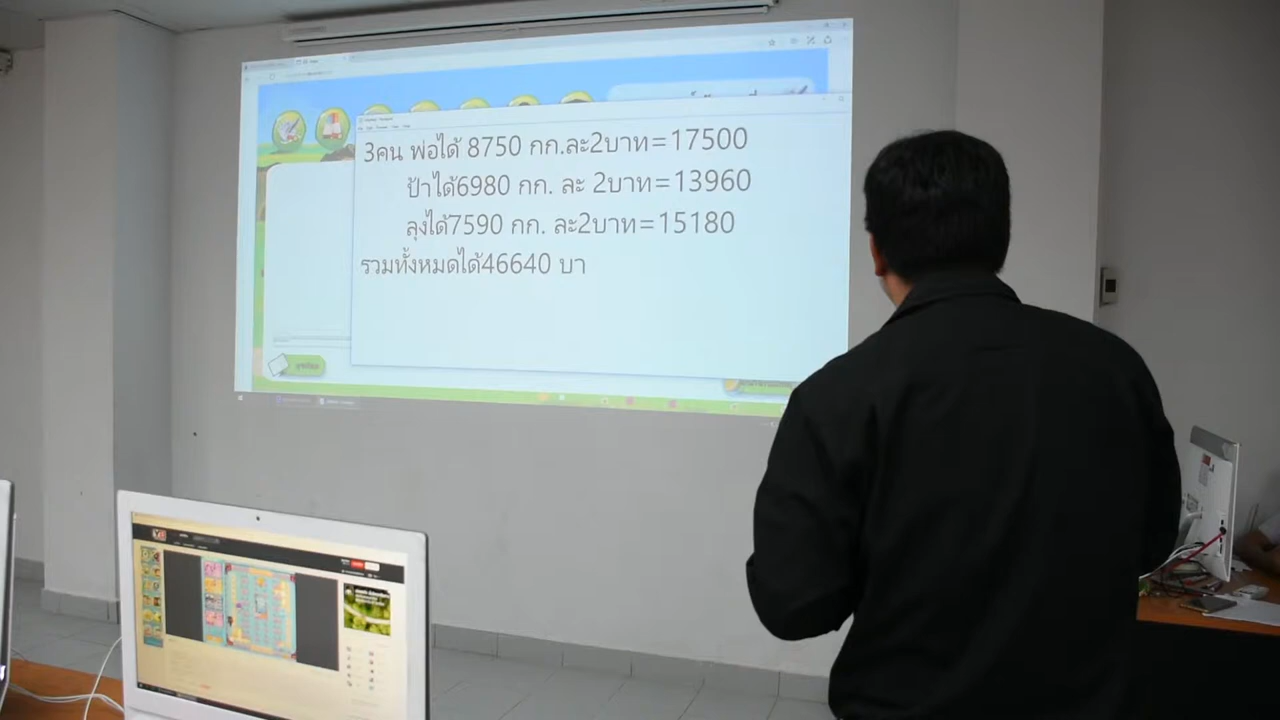 3คน พ่อได้ 8750 กก.ละ2บาท=17500
ป้าได้6980 กก. ละ 2บาท=13960
ลุงได้7590 กก. ละ2บาท=15180
รวมทั้งหมดได้46640 บา